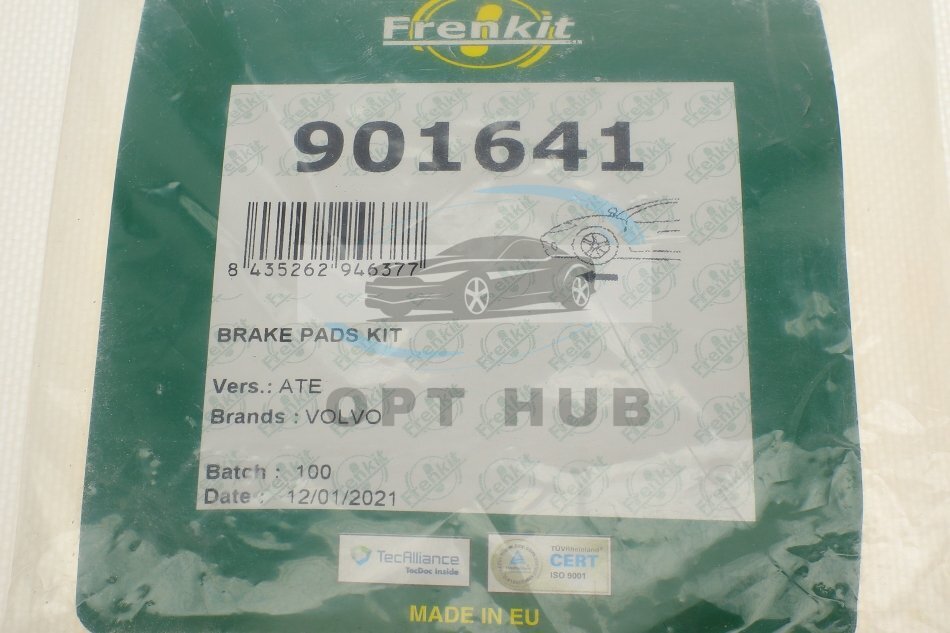 Frenkit
901641
8 435262 946377
BRAKE PADS KIT
Vers.: ATE
OPT HUB
Brands : VOLVO
Batch : 100
Date : 12/01/2021
TecAlliance
TecDoc Inside
TÜVRheinland
CERT
ISO 9001
MADE IN EU